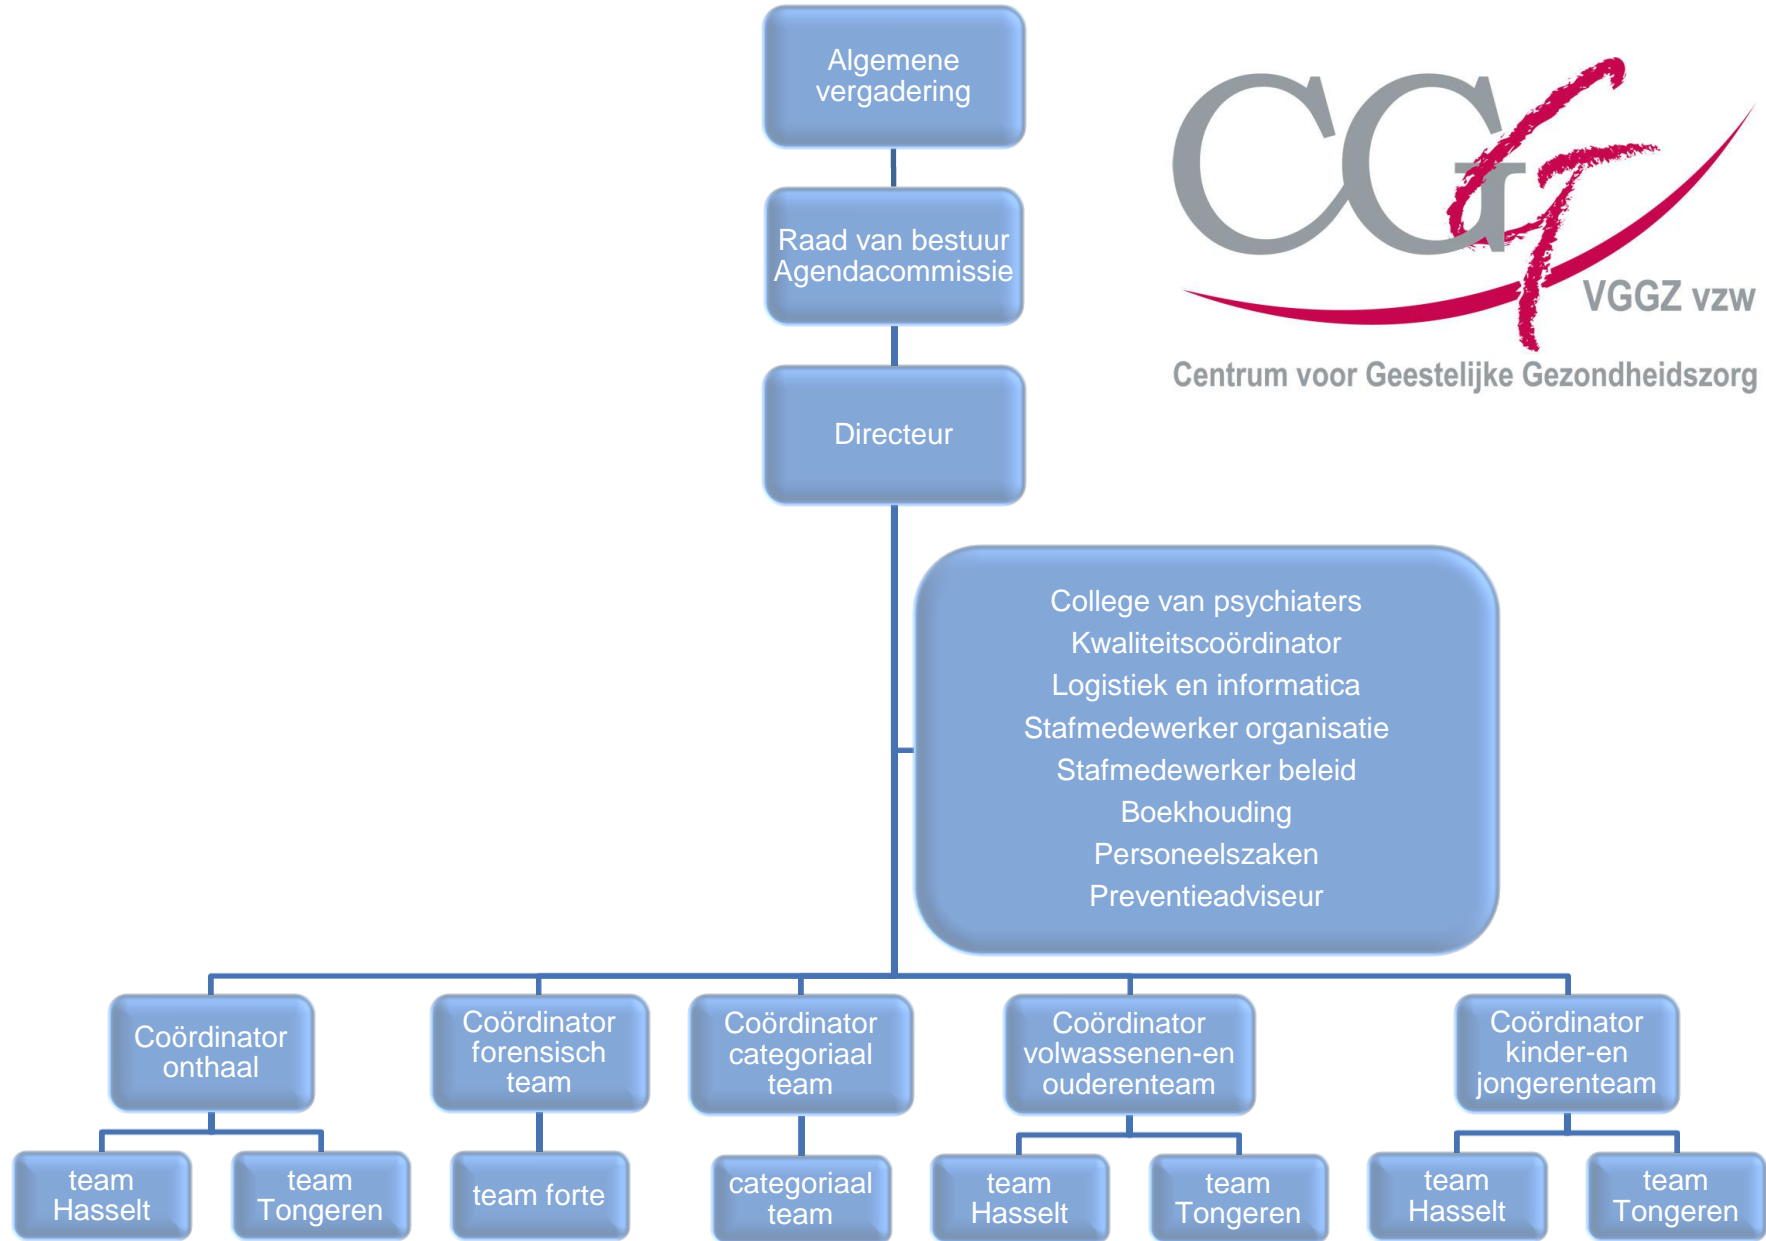 Algemene
vergadering
CGG
VGGZ vzw
Centrum voor Geestelijke Gezondheidszorg
Raad van bestuur
Agendacommissie
Directeur
College van psychiaters
Kwaliteitscoördinator
Logistiek en informatica
Stafmedewerker organisatie
Stafmedewerker beleid
Boekhouding
Personeelszaken
Preventieadviseur
Coördinator
onthaal
Coördinator
forensisch
team
Coördinator
categoriaal
team
Coördinator
volwassenen-en
ouderenteam
Coördinator
kinder-en
jongerenteam
team
Hasselt
team
Tongeren
team forte
categoriaal
team
team
Hasselt
team
Tongeren
team
Hasselt
team
Tongeren